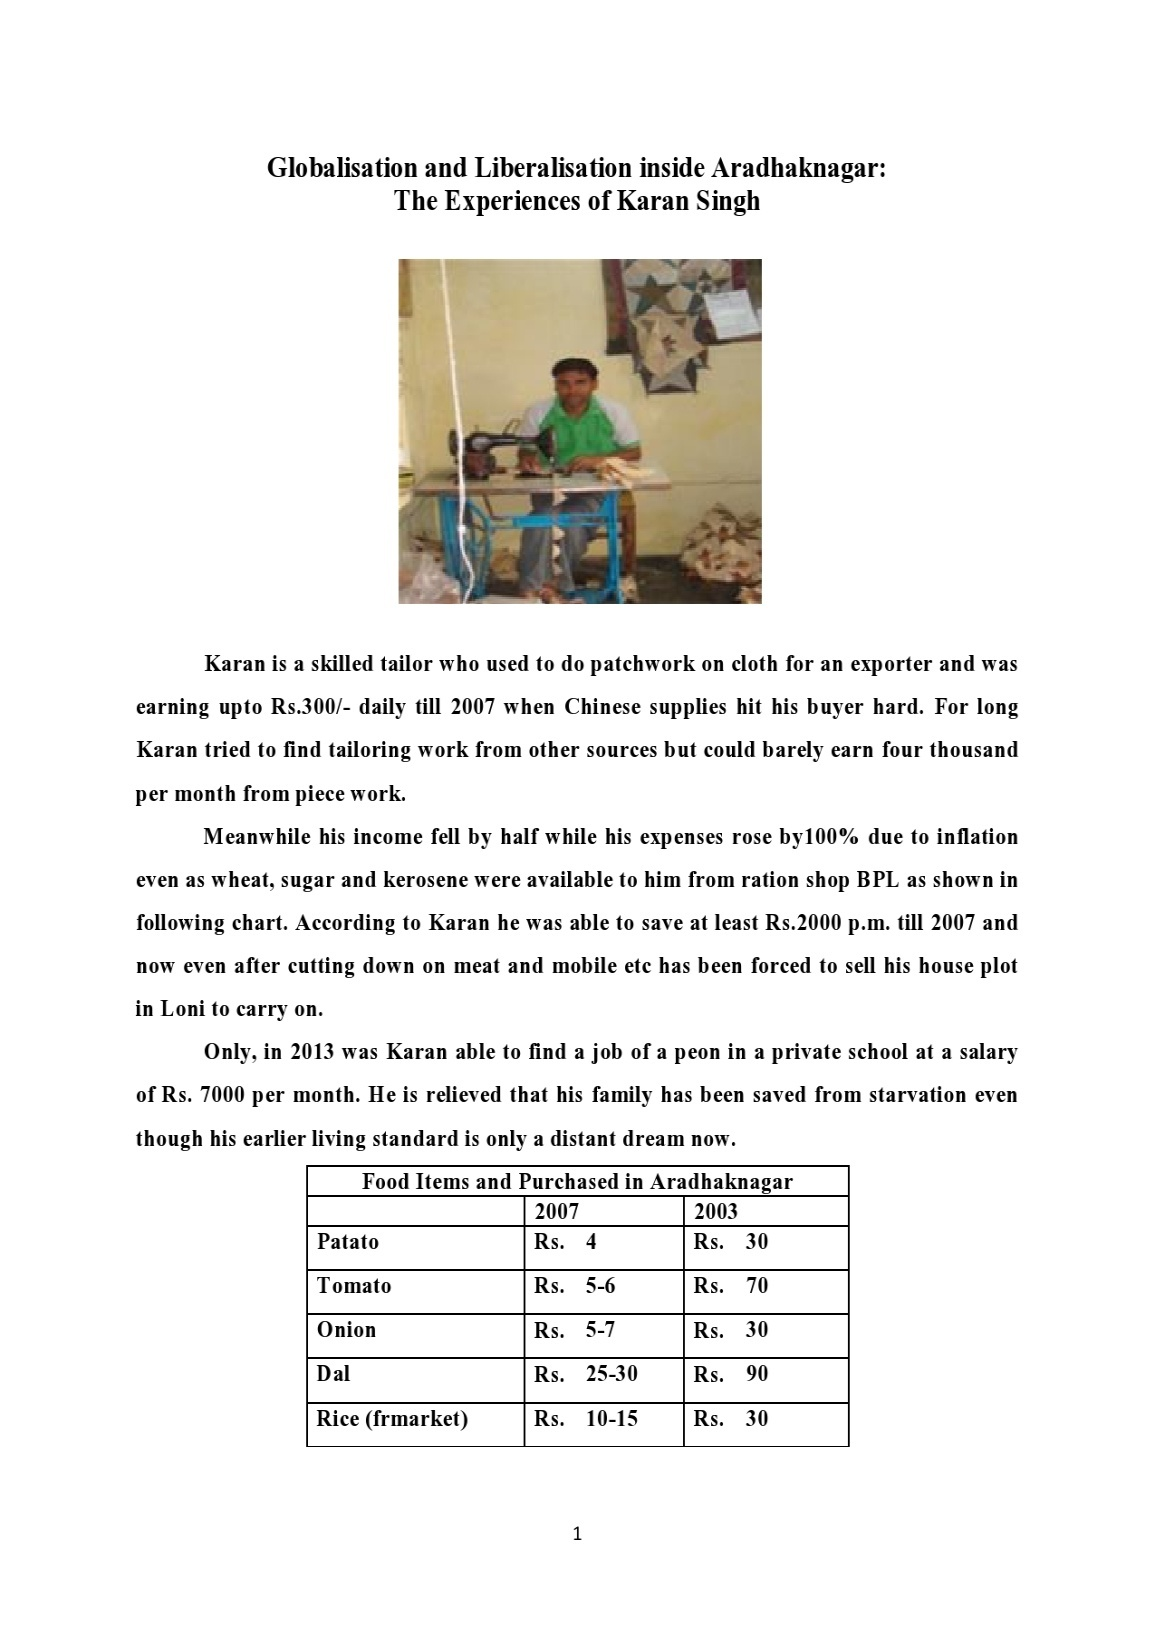 Globalisation and Liberalisation inside Aradhaknagar:
The Experiences of Karan Singh
Karan is a skilled tailor who used to do patchwork on cloth for an exporter and was
earning upto Rs.300/- daily till 2007 when Chinese supplies hit his buyer hard. For long
Karan tried to find tailoring work from other sources but could barely earn four thousand
per month from piece work.
Meanwhile his income fell by half while his expenses rose by100% due to inflation
even as wheat, sugar and kerosene were available to him from ration shop BPL as shown in
following chart. According to Karan he was able to save at least Rs.2000 p.m. till 2007 and
now even after cutting down on meat and mobile etc has been forced to sell his house plot
in Loni to carry on.
Only, in 2013 was Karan able to find a job of a peon in a private school at a salary
of Rs. 7000 per month. He is relieved that his family has been saved from starvation even
though his earlier living standard is only a distant dream now.
Food Items and Purchased in Aradhaknagar
2007 2003
Patato Rs. 4 Rs. 30
Tomato Rs. 5-6 Rs. 70
Onion Rs. 5-7 Rs. 30
Dal Rs. 25-30 Rs. 90
Rice (frmarket) Rs. 10-15 Rs. 30
1